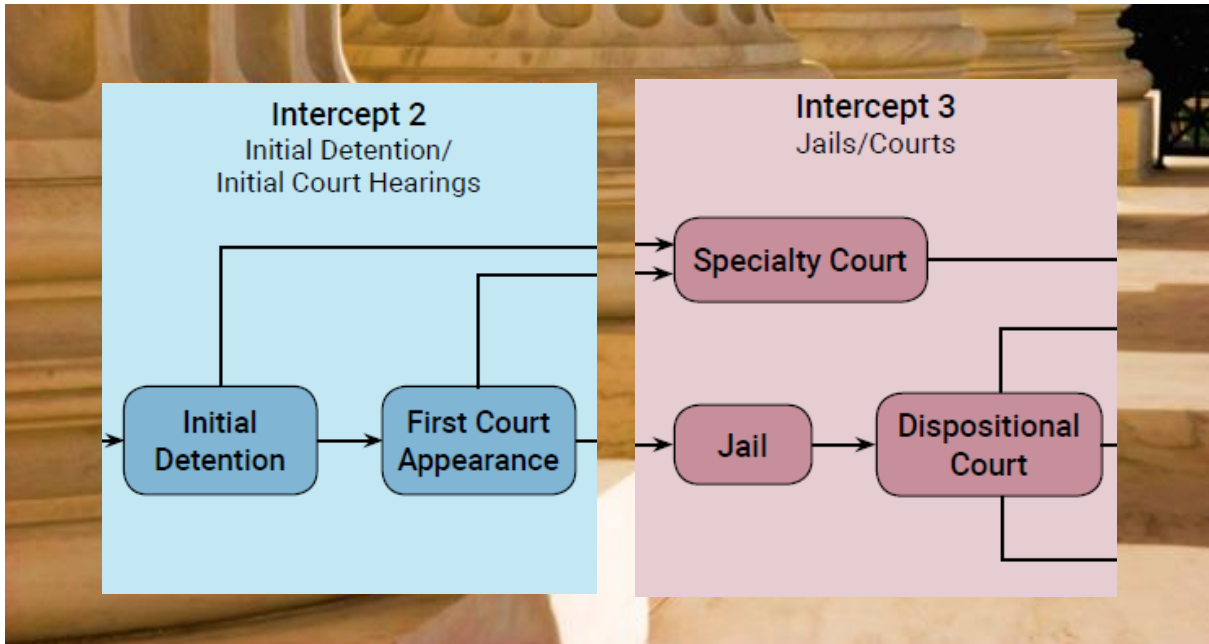 Intercept 2
Initial Detention/
Initial Court Hearings
Initial
Detention
First Court
Appearance
Intercept 3
Jails/Courts
Specialty Court
Jail
Dispositional
Court